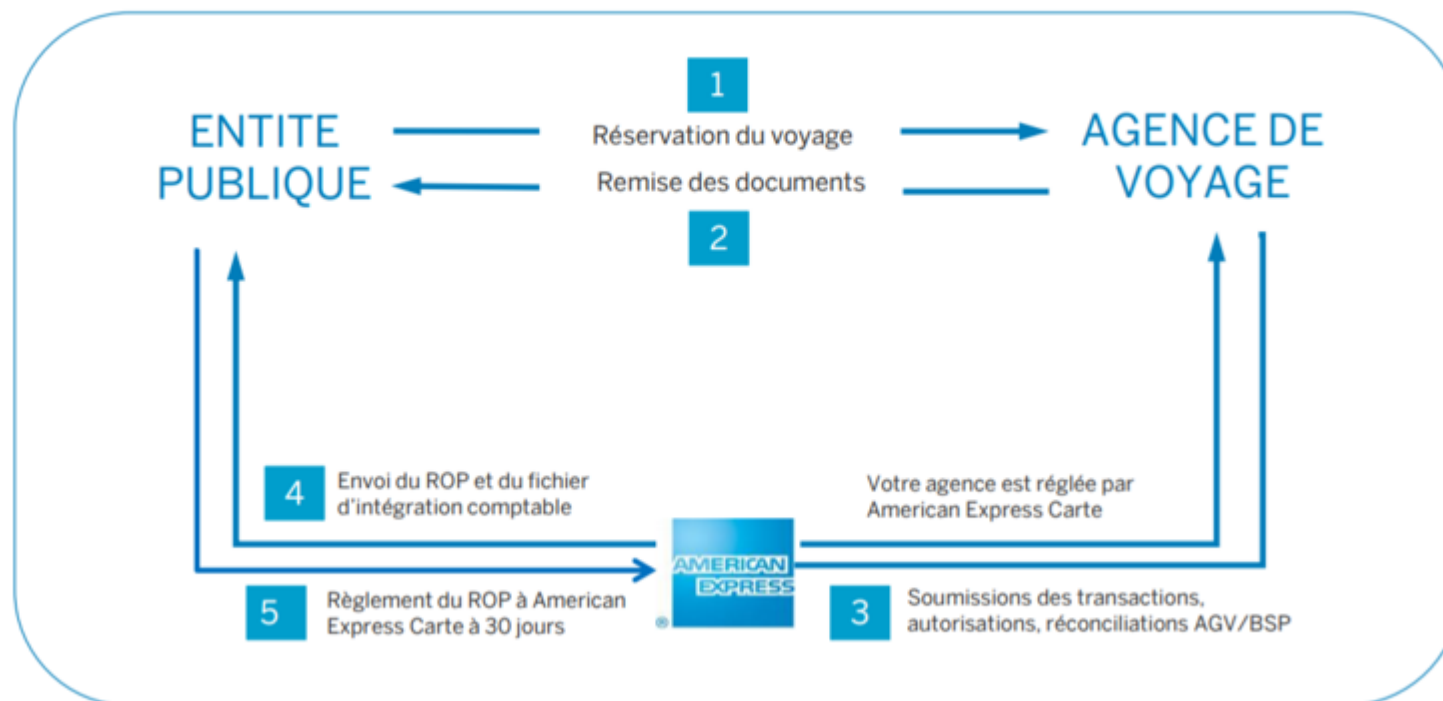 1
ENTITE
PUBLIQUE
Réservation du voyage
AGENCE DE
VOYAGE
Remise des documents
2
4
Envoi du ROP et du fichier
d'intégration comptable
Votre agence est réglée par
American Express Carte
AMERICAN
EXPRESS
®
5
Règlement du ROP à American
Express Carte à 30 jours
3
Soumissions des transactions,
autorisations, réconciliations AGV/BSP